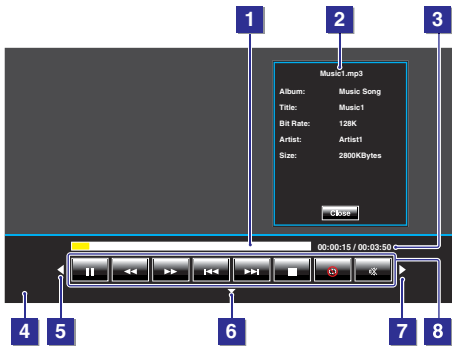 1 2 3
Music1.mp3
Album: Music Song
Title: Music1
Bit Rate: 128K
Artist: Artist1
Size: 2800KBytes
Close
00:00:15 / 00:03:50
4 5 6 7 8